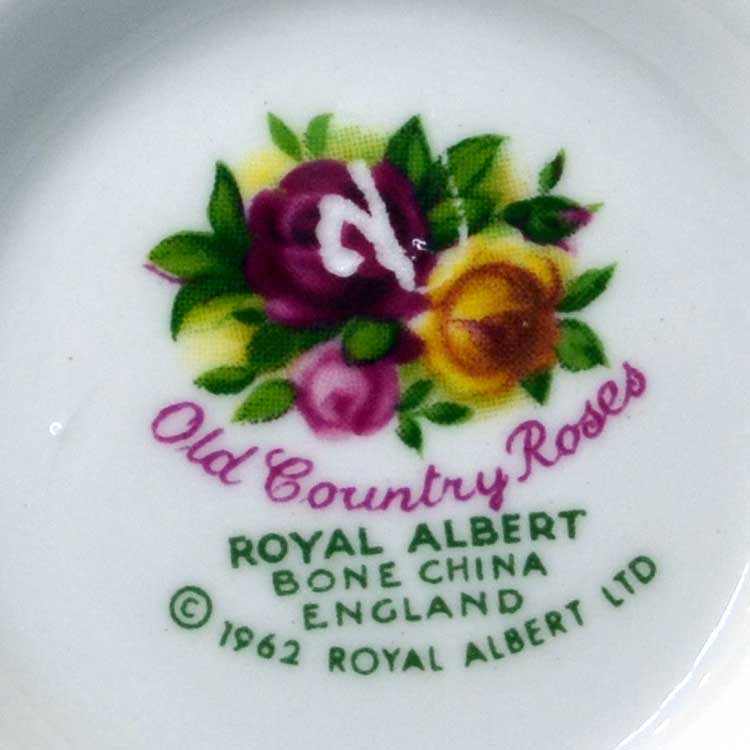 Old Country Roses
ROYAL ALBERT
BONE CHINA
ENGLAND
© 1962 ROYAL ALBERT LTD